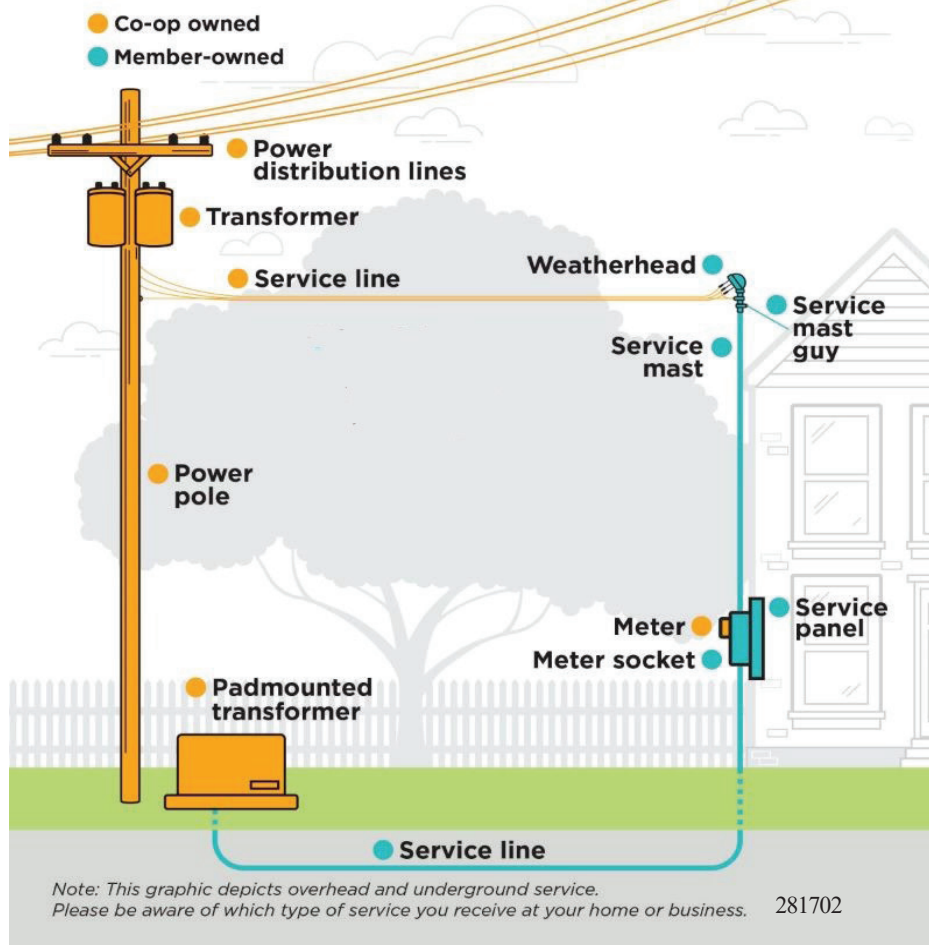 Co-op owned
Member-owned
Power
distribution lines
Transformer
Service line
Weatherhead
Service
mast
guy
Service
mast
Power
pole
Service
panel
Meter
Meter socket
Padmounted
transformer
Service line
Note: This graphic depicts overhead and underground service.
Please be aware of which type of service you receive at your home or business.
281702